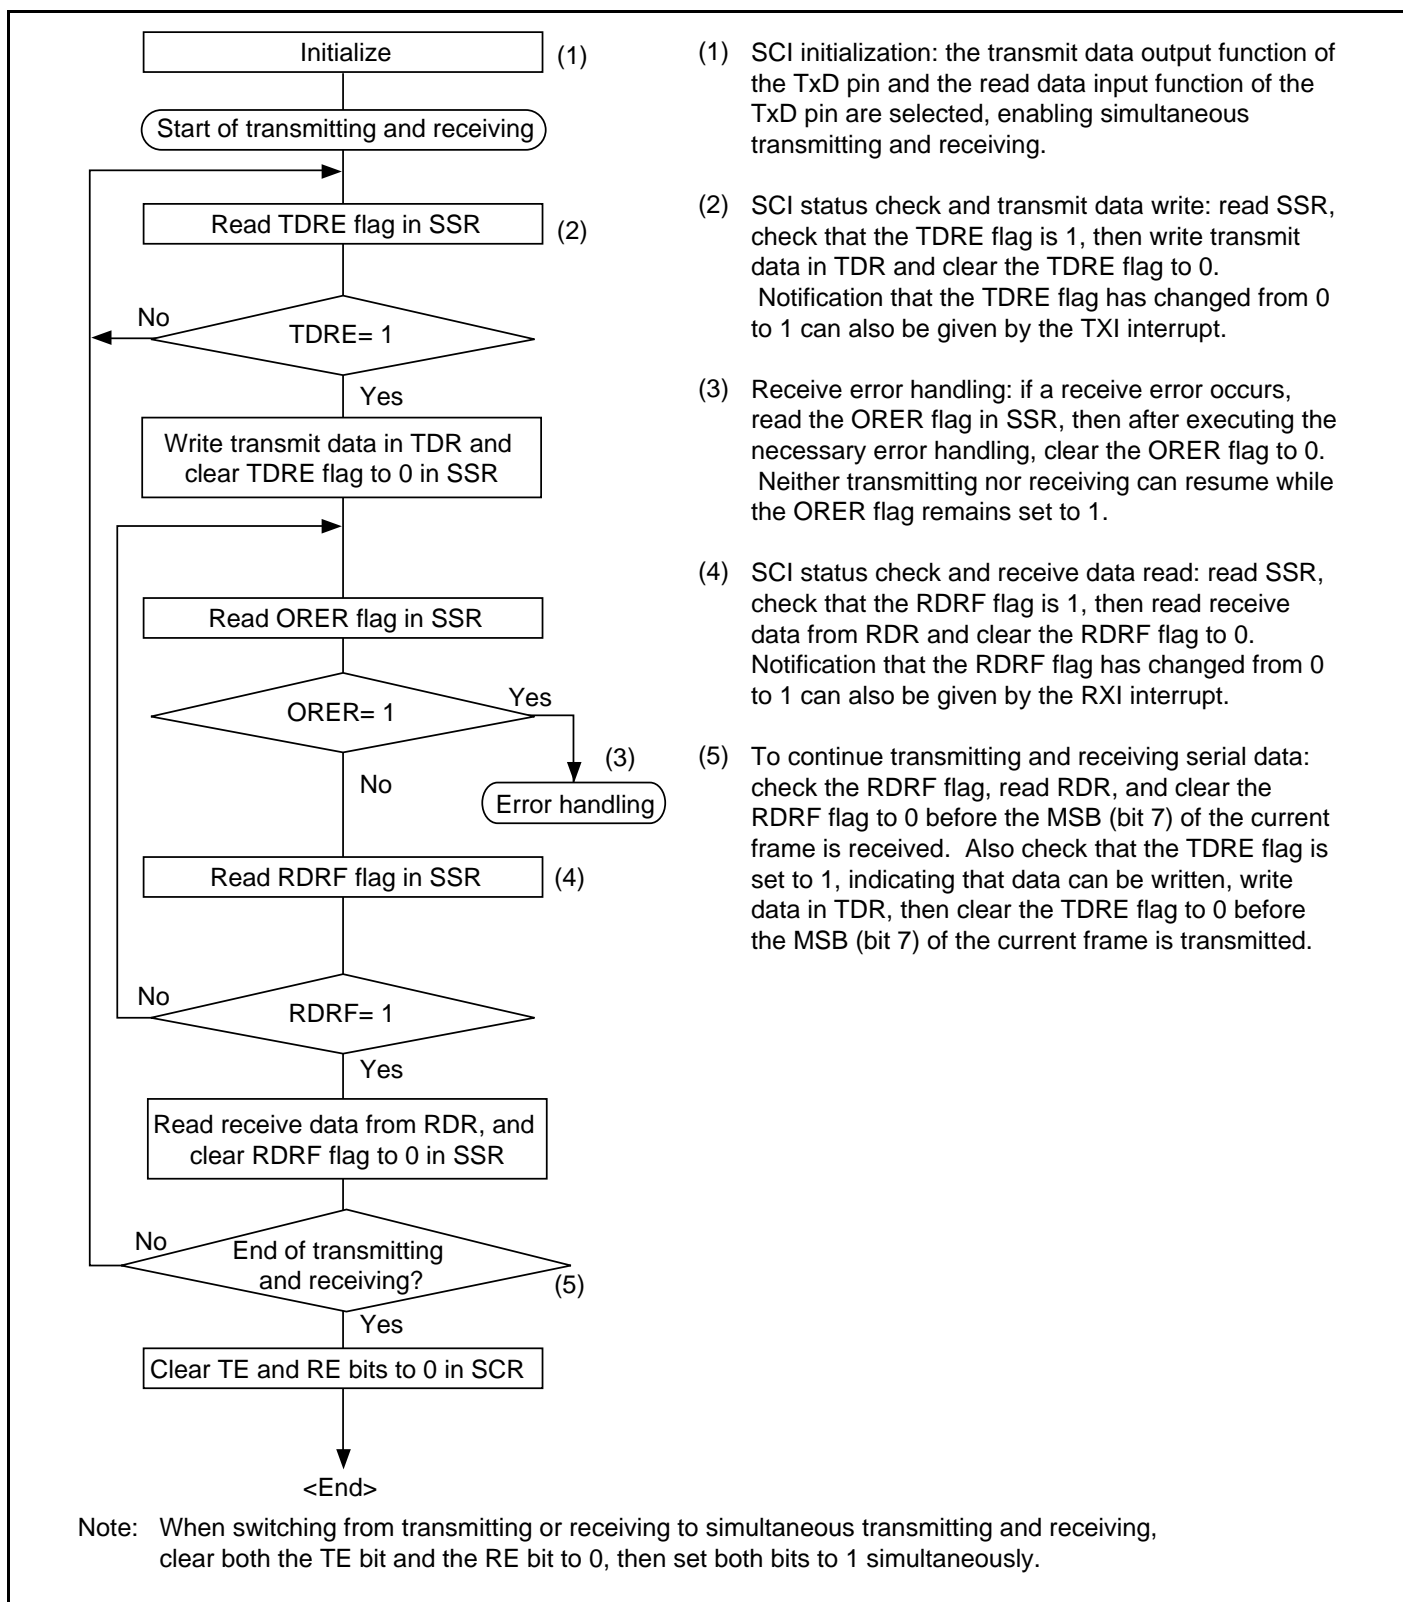 Initialize
(1)
Start of transmitting and receiving
Read TDRE flag in SSR
(2)
No
TDRE= 1
Yes
Write transmit data in TDR and
clear TDRE flag to 0 in SSR
Read ORER flag in SSR
ORER= 1
Yes
(3)
No
Error handling
Read RDRF flag in SSR
(4)
No
RDRF= 1
Yes
Read receive data from RDR, and
clear RDRF flag to 0 in SSR
No
End of transmitting
and receiving?
(5)
Yes
Clear TE and RE bits to 0 in SCR
<End>
(1) SCI initialization: the transmit data output function of
the TxD pin and the read data input function of the
TxD pin are selected, enabling simultaneous
transmitting and receiving.
(2) SCI status check and transmit data write: read SSR,
check that the TDRE flag is 1, then write transmit
data in TDR and clear the TDRE flag to 0.
Notification that the TDRE flag has changed from 0
to 1 can also be given by the TXI interrupt.
(3) Receive error handling: if a receive error occurs,
read the ORER flag in SSR, then after executing the
necessary error handling, clear the ORER flag to 0.
Neither transmitting nor receiving can resume while
the ORER flag remains set to 1.
(4) SCI status check and receive data read: read SSR,
check that the RDRF flag is 1, then read receive
data from RDR and clear the RDRF flag to 0.
Notification that the RDRF flag has changed from 0
to 1 can also be given by the RXI interrupt.
(5) To continue transmitting and receiving serial data:
check the RDRF flag, read RDR, and clear the
RDRF flag to 0 before the MSB (bit 7) of the current
frame is received. Also check that the TDRE flag is
set to 1, indicating that data can be written, write
data in TDR, then clear the TDRE flag to 0 before
the MSB (bit 7) of the current frame is transmitted.
Note: When switching from transmitting or receiving to simultaneous transmitting and receiving,
clear both the TE bit and the RE bit to 0, then set both bits to 1 simultaneously.